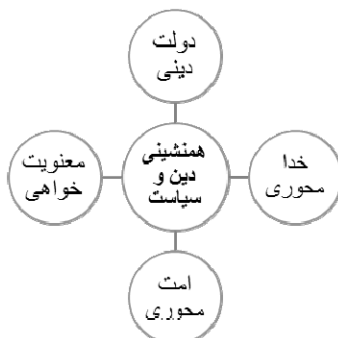 دولت
دینی
معنویت
خواهی
همنشینی
دین و
سیاست
خدا
محوری
امت
محوری